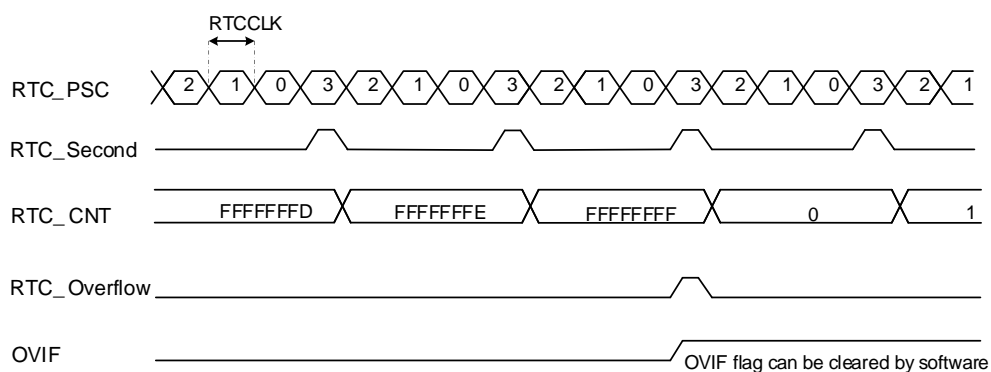 RTCCLK
RTC_PSC 2 1 0 3 2 1 0 3 2 1 0 3 2 1 0 3 2 1
RTC_Second
RTC_CNT FFFFFFFD FFFFFFFE FFFFFFFF 0 1
RTC_Overflow
OVIF
OVIF flag can be cleared by software